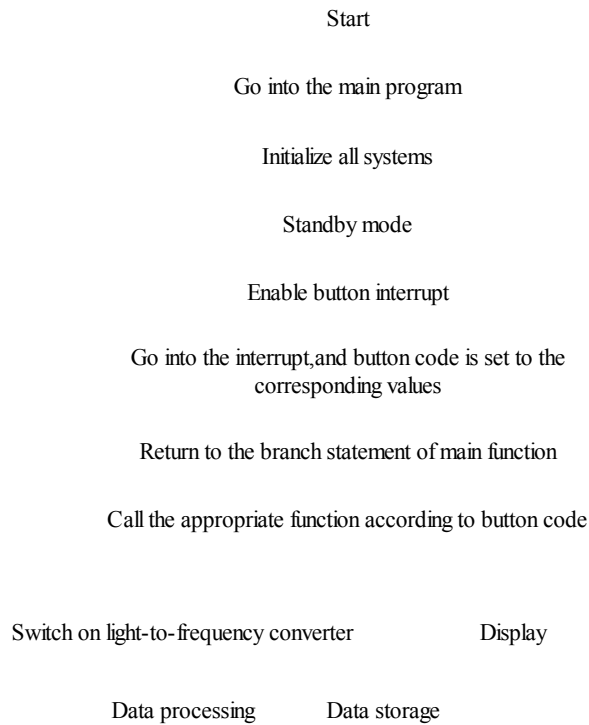 Start
Go into the main program
Initialize all systems
Standby mode
Enable button interrupt
Go into the interrupt,and button code is set to the
corresponding values
Return to the branch statement of main function
Call the appropriate function according to button code
Switch on light-to-frequency converter
Display
Data processing
Data storage